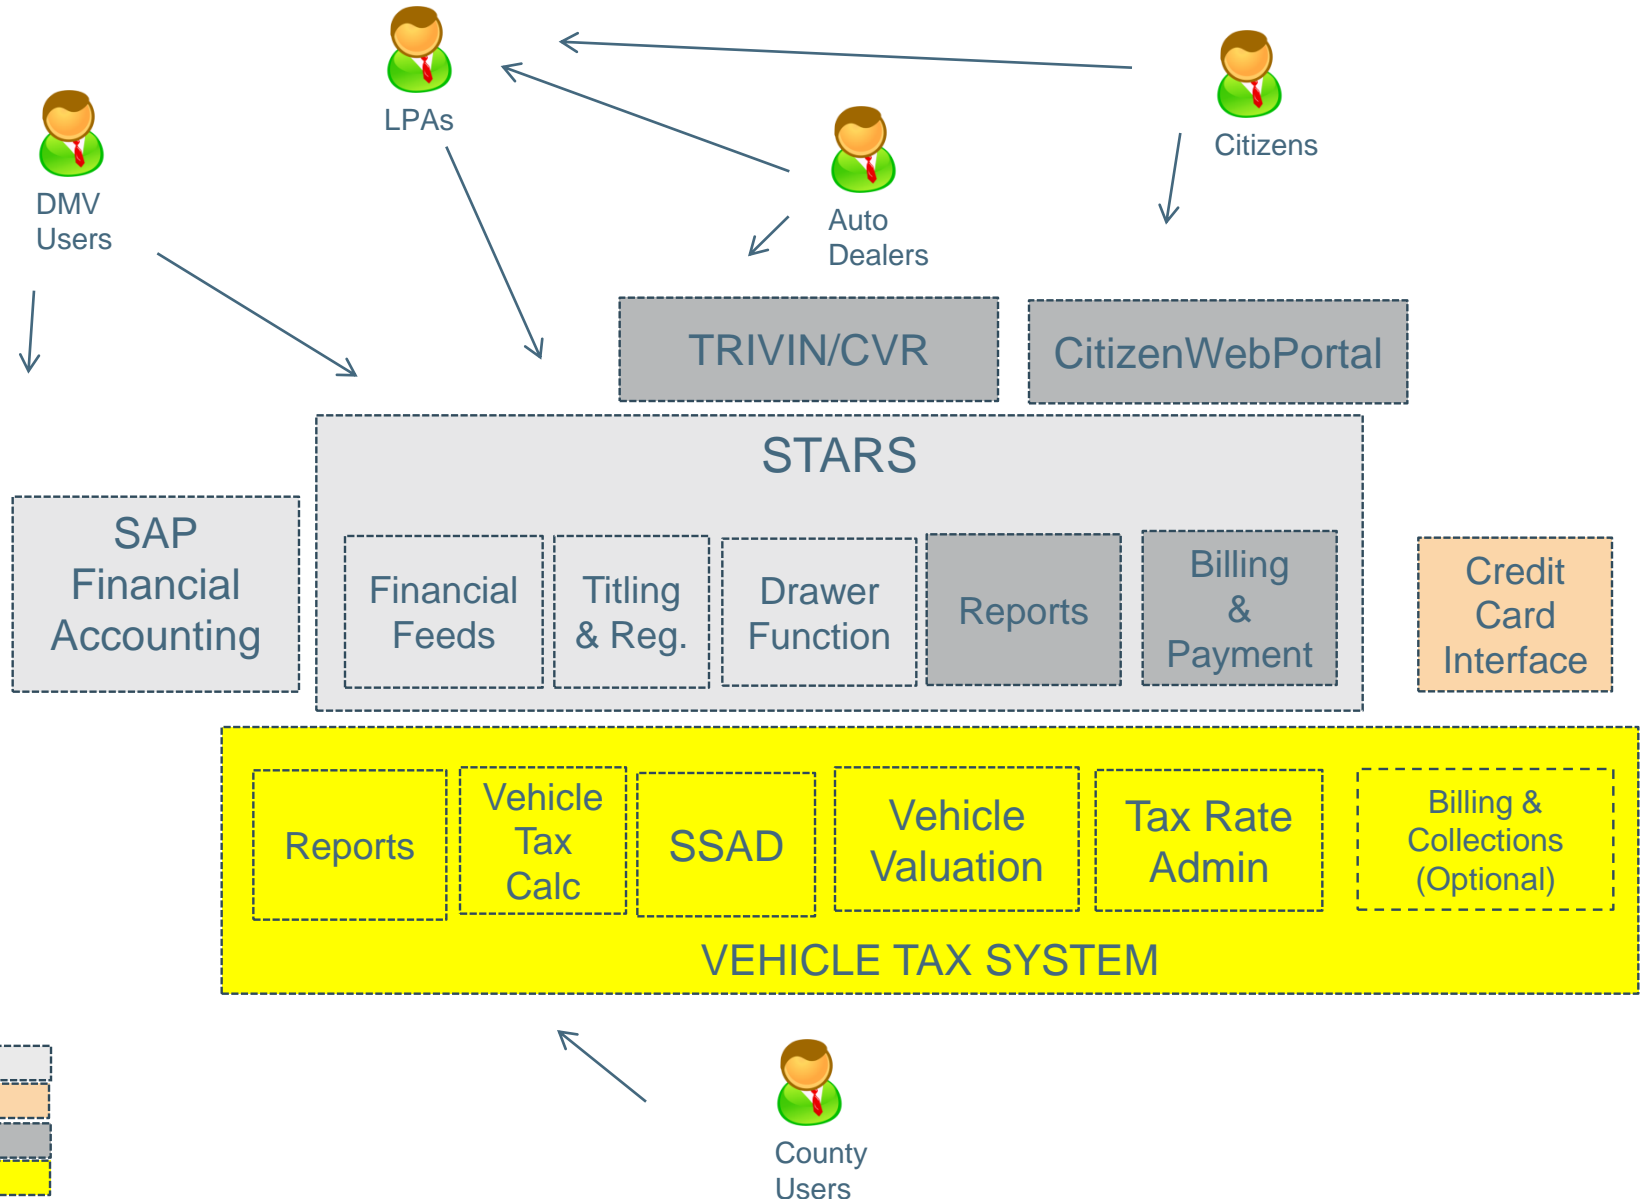 LPAs
Citizens
DMV
Users
Auto
Dealers
TRIVIN/CVR
CitizenWebPortal
STARS
SAP
Financial
Accounting
Financial
Feeds
Titling
& Reg.
Drawer
Function
Reports
Billing
&
Payment
Credit
Card
Interface
Reports
Vehicle
Tax
Calc
SSAD
Vehicle
Valuation
Tax Rate
Admin
Billing &
Collections
(Optional)
VEHICLE TAX SYSTEM
County
Users